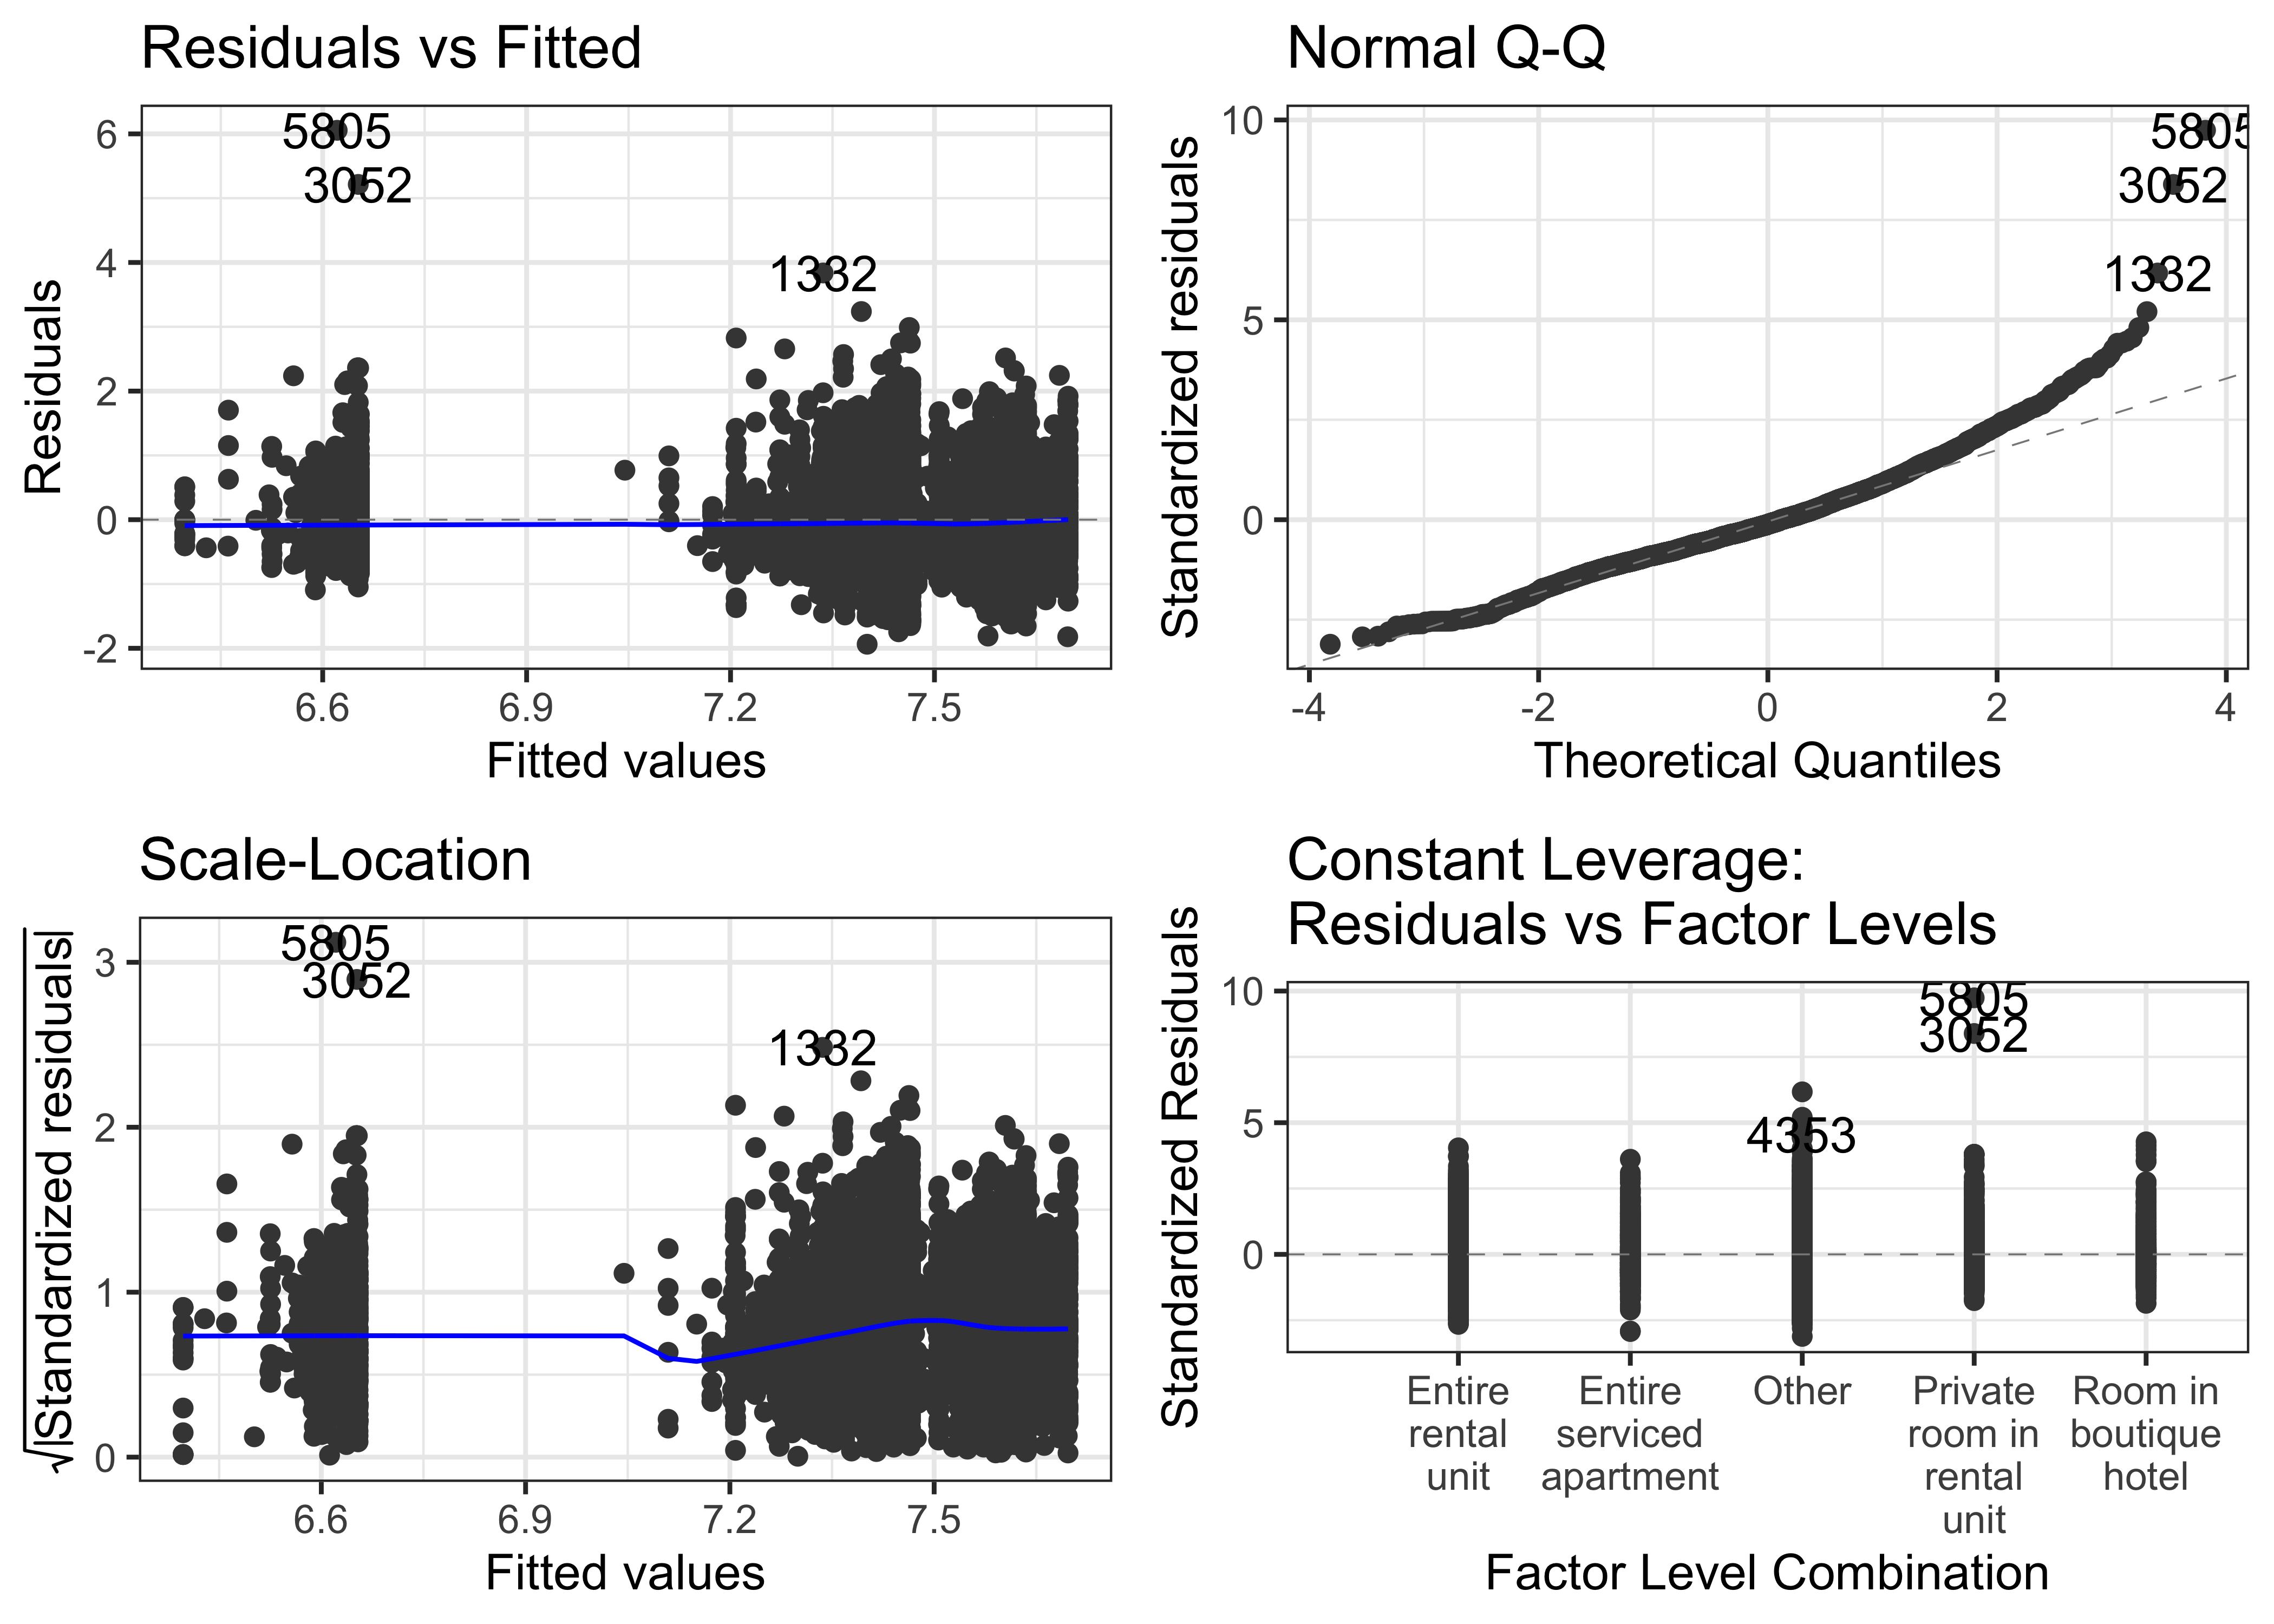 Residuals vs Fitted
6
4
2
0
-2
5805
3052
1332
6.6 6.9 7.2 7.5
Residuals
Fitted values
Normal Q-Q
10
5
0
5805
3052
1332
-4 -2 0 2 4
Standardized residuals
Theoretical Quantiles
Scale-Location
3
2
1
0
5805
3052
1332
6.6 6.9 7.2 7.5
√|Standardized residuals|
Fitted values
Constant Leverage:
Residuals vs Factor Levels
10
5
0
5805
3052
4353
Entire
rental
unit
Entire
serviced
apartment
Other
Private
room in
rental
unit
Room in
boutique
hotel
Standardized Residuals
Factor Level Combination